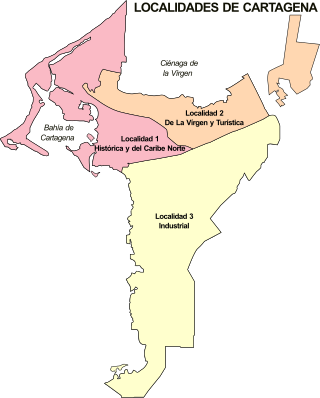 LOCALIDADES DE CARTAGENA
Ciénaga de
la Virgen
Localidad 2
De La Virgen y Turística
Bahia de
Cartagena
Localidad 1
Histórica y del Caribe Norte
Localidad 3
Industrial